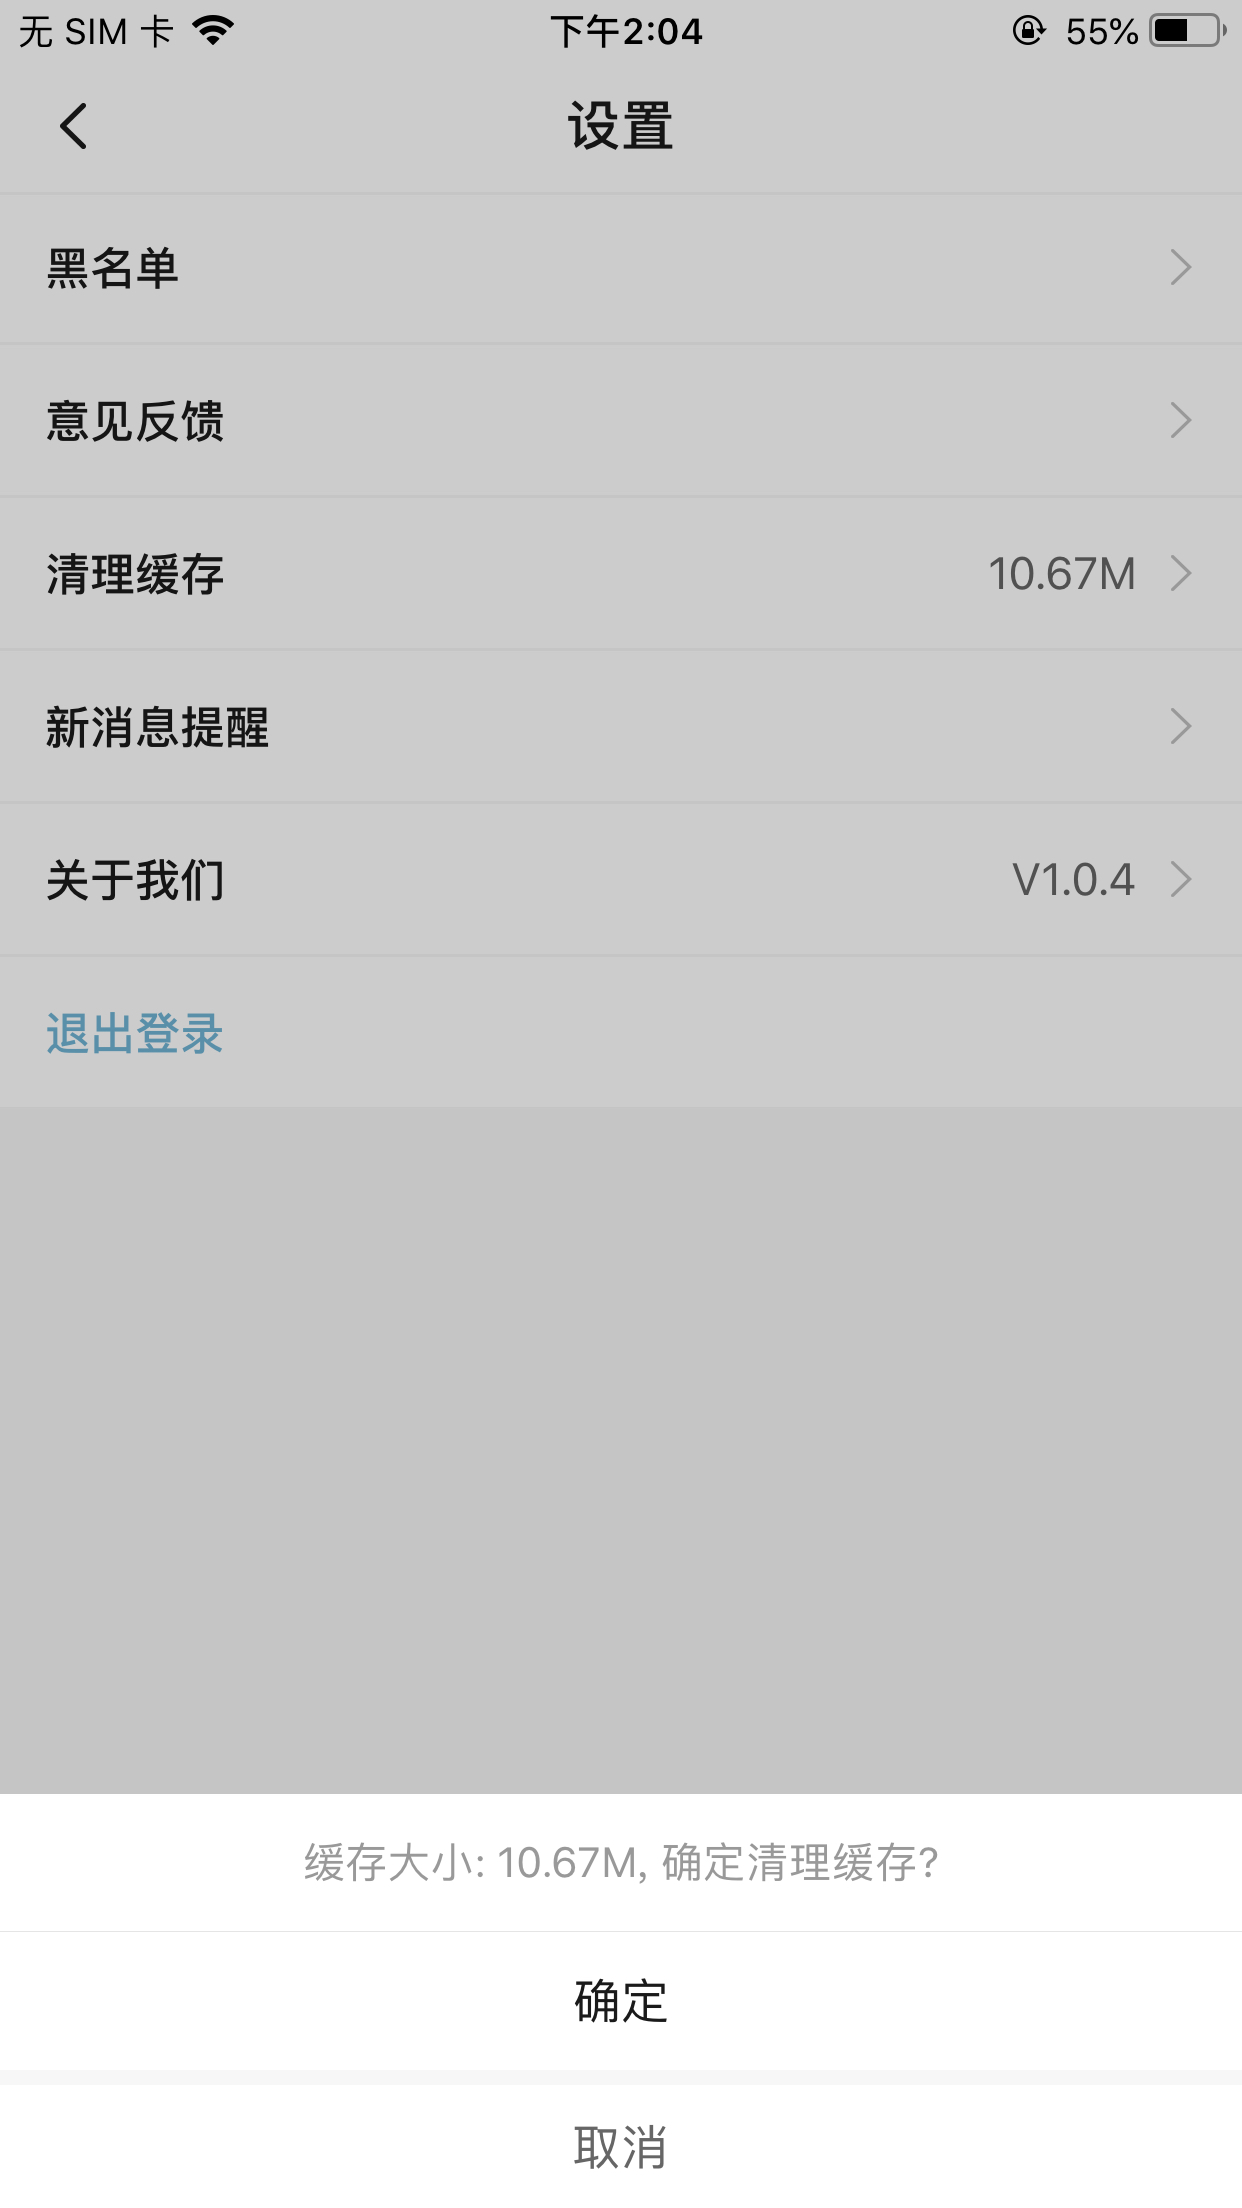 无 SIM 卡 下午2:04 55%
设置
黑名单
意见反馈
清理缓存 10.67M
新消息提醒
关于我们 V1.0.4
退出登录
缓存大小: 10.67M, 确定清理缓存?
确定
取消